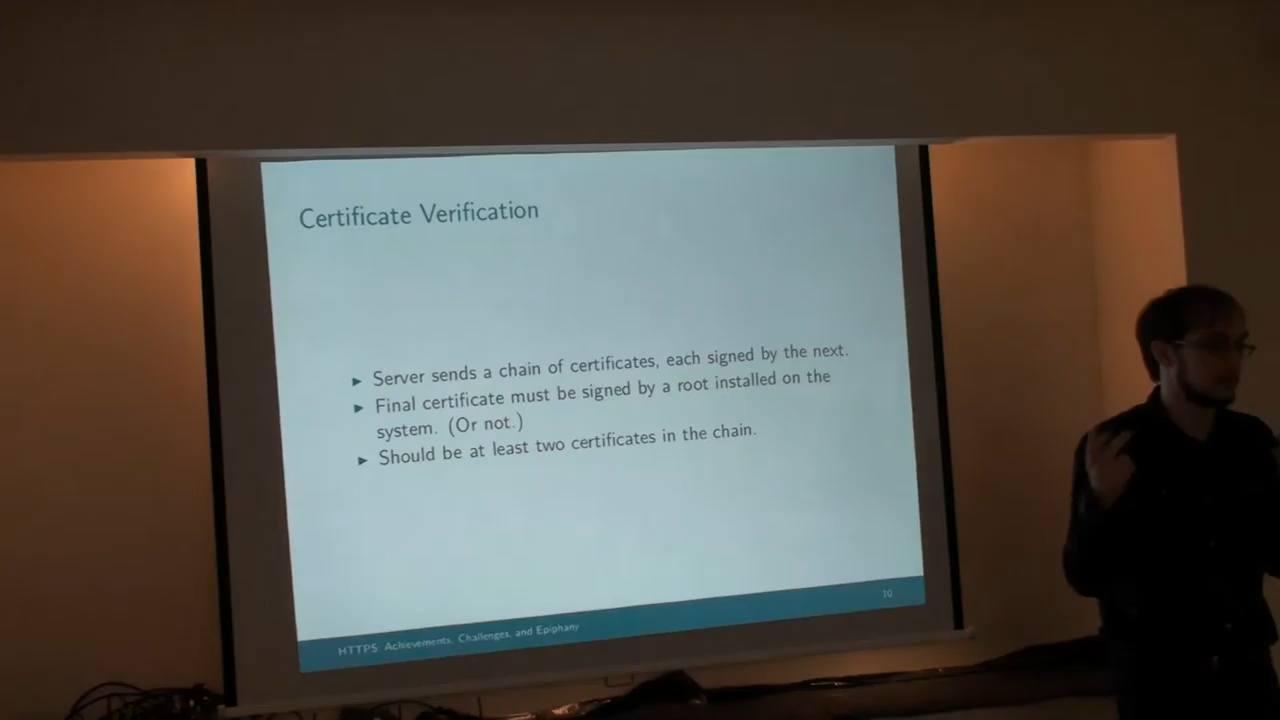 Certificate Verification
▶ Server sends a chain of certificates, each signed by the next.
▶ Final certificate must be signed by a root installed on the
system. (Or not.)
▶ Should be at least two certificates in the chain.
HTTPS: Achievements, Challenges, and Epiphany
10